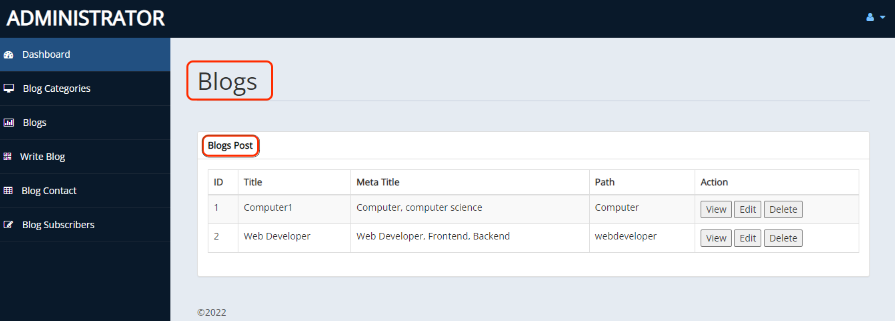 ADMINISTRATOR
Dashboard
Blog Categories
Blogs
Write Blog
Blog Contact
Blog Subscribers
Blogs
Blogs Post
ID Title Meta Title Path Action
1 Computer1 Computer, computer science Computer View Edit Delete
2 Web Developer Web Developer, Frontend, Backend webdeveloper View Edit Delete
©2022